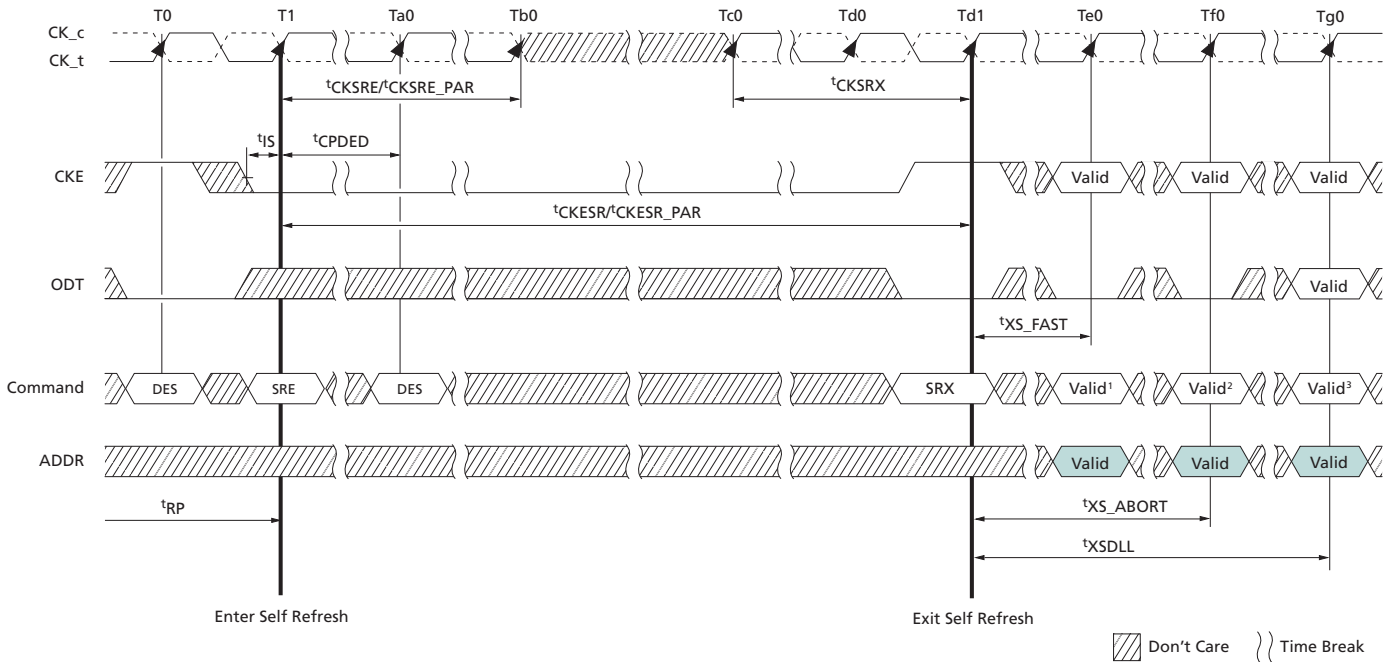 T0 T1 Ta0 Tb0 Tc0 Td0 Td1 Te0 Tf0 Tg0
CK_c
CK_t
tCKSRE/tCKSRE_PAR tCKSRX
tIS tCPDED
CKE Valid Valid Valid
tCKESR/tCKESR_PAR
ODT Valid
tXS_FAST
Command DES SRE DES SRX Valid¹ Valid² Valid³
ADDR Valid Valid Valid
tRP tXS_ABORT
tXSDLL
Enter Self Refresh Exit Self Refresh
Don't Care Time Break